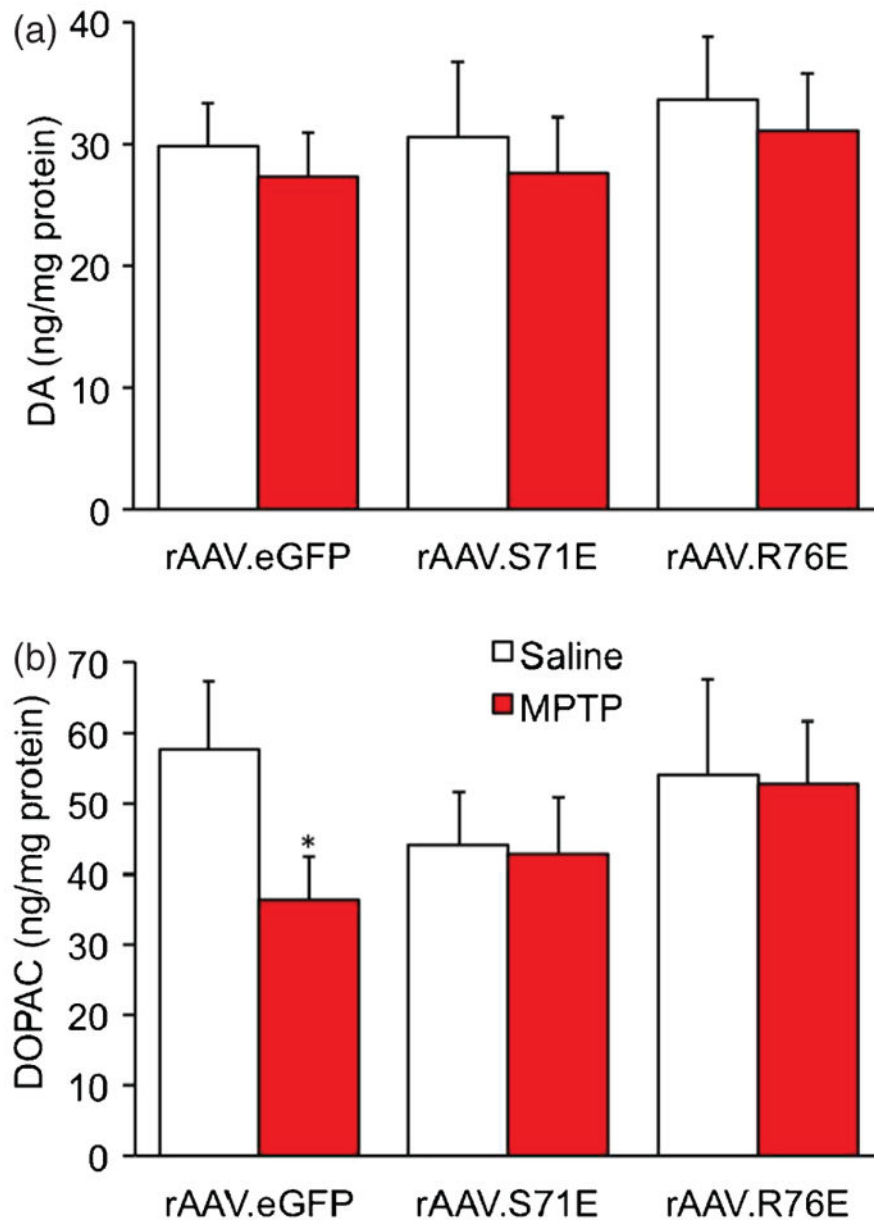 (a)
40
30
20
10
0
DA (ng/mg protein)
rAAV.eGFP rAAV.S71E rAAV.R76E
(b)
70
60
50
40
30
20
10
0
DOPAC (ng/mg protein)
Saline
MPTP
*
rAAV.eGFP rAAV.S71E rAAV.R76E